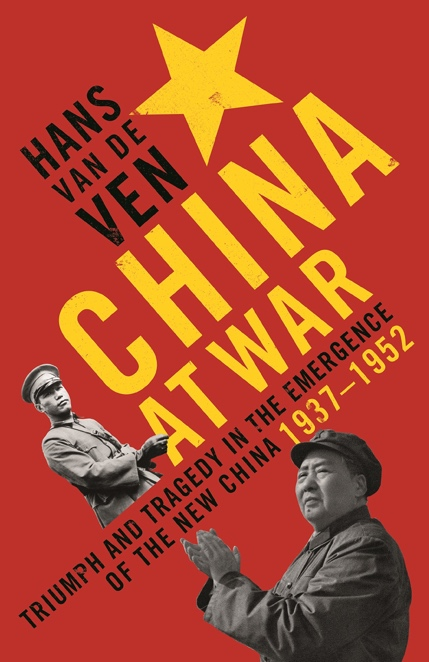 HANS
VAN DE
VEN
CHINA
AT WAR
TRIUMPH AND TRAGEDY IN THE EMERGENCE
OF THE NEW CHINA 1937–1952